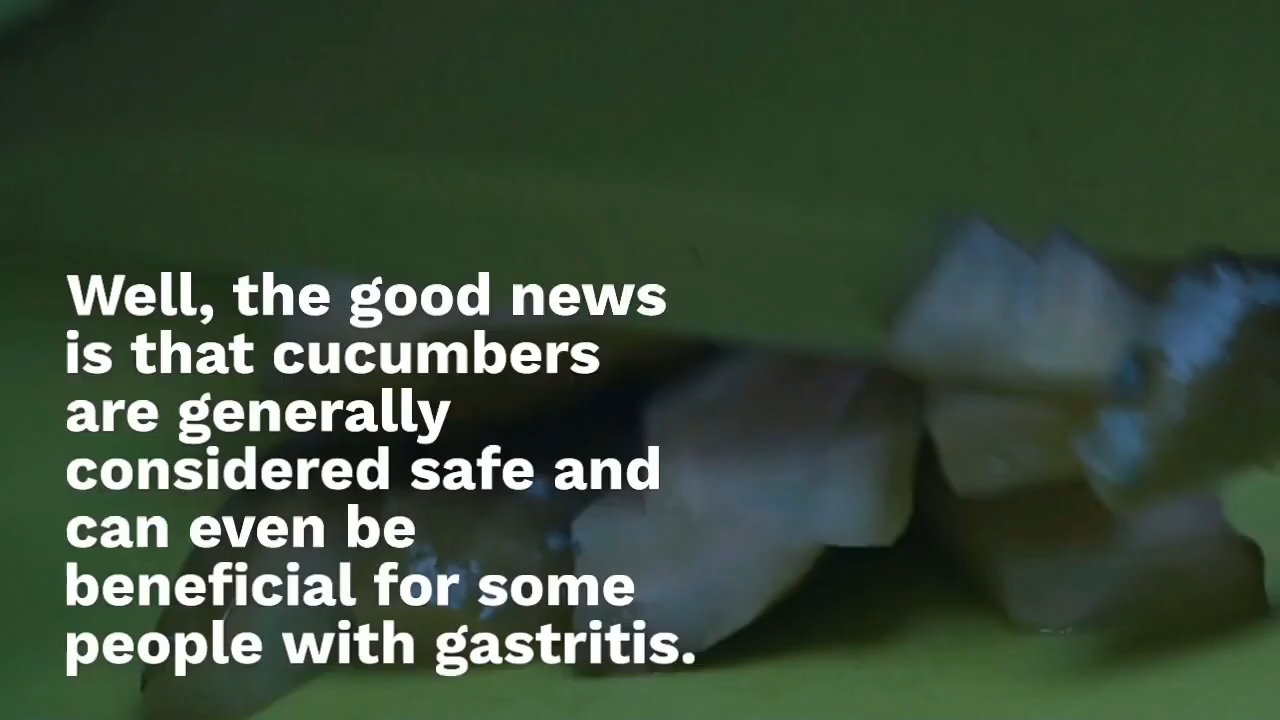 Well, the good news
is that cucumbers
are generally
considered safe and
can even be
beneficial for some
people with gastritis.